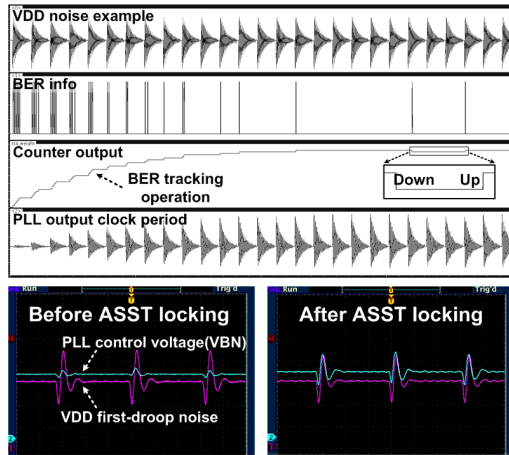 VDD noise example
BER info
Counter output
BER tracking
operation
Down Up
PLL output clock period
Run Trig'd
Before ASST locking
PLL control voltage(VBN)
VDD first-droop noise
Run Trig'd
After ASST locking